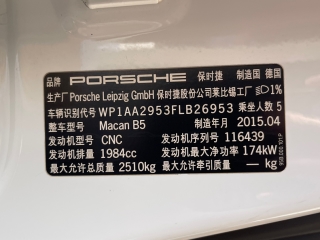 品牌 PORSCHE 保时捷 制造国 德国
生产厂 Porsche Leipzig GmbH 保时捷股份公司莱比锡工厂 1%
车辆识别代号 WP1AA2953FLB26953 乘坐人数 5
整车型号 Macan B5 制造年月 2015.04
发动机型号 CNC 发动机号 116439
发动机排量 1984cc 发动机最大净功率 174kW
最大允许总质量 2510kg 最大允许牵引质量 — kg